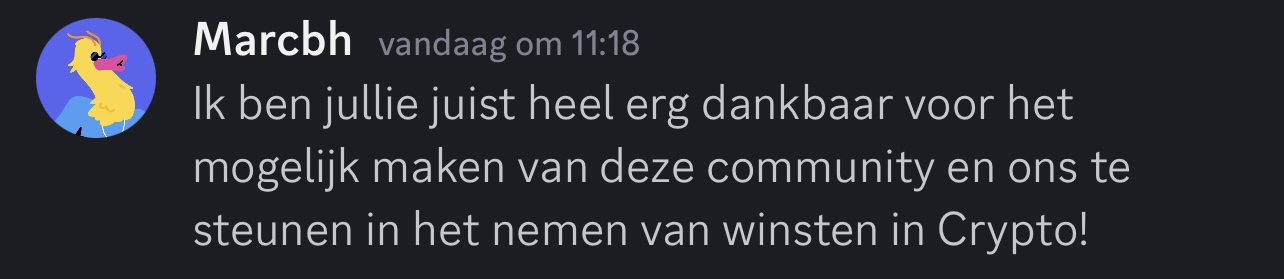 Marcbh vandaag om 11:18
Ik ben jullie juist heel erg dankbaar voor het
mogelijk maken van deze community en ons te
steunen in het nemen van winsten in Crypto!